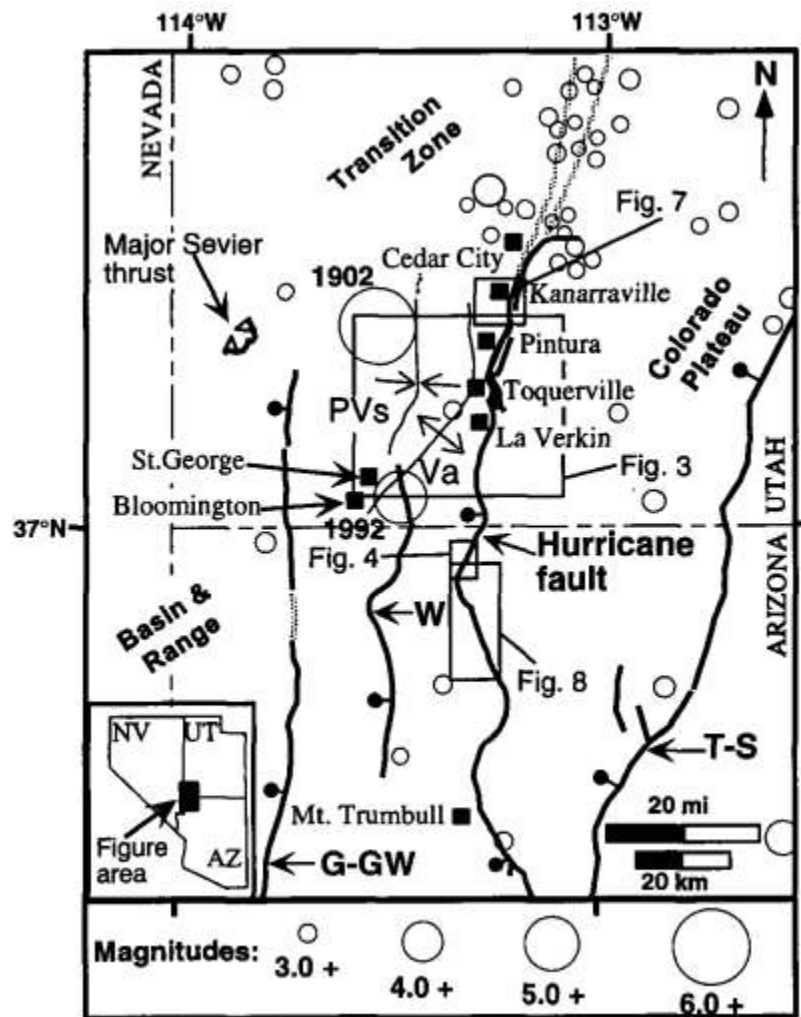 114°W
113°W
NEVADA
N
Transition
Zone
Fig. 7
Major Sevier
thrust
Cedar City
1902
Kanarraville
Colorado
Plateau
Pintura
PVs
Toquerville
La Verkin
Va
St.George
Fig. 3
Bloomington
UTAH
37°N
1992
Fig. 4
Hurricane
fault
ARIZONA
Basin &
Range
W
Fig. 8
NV
UT
T-S
20 mi
Mt. Trumbull
Figure
area
AZ
G-GW
20 km
Magnitudes:
3.0 +
4.0 +
5.0 +
6.0 +